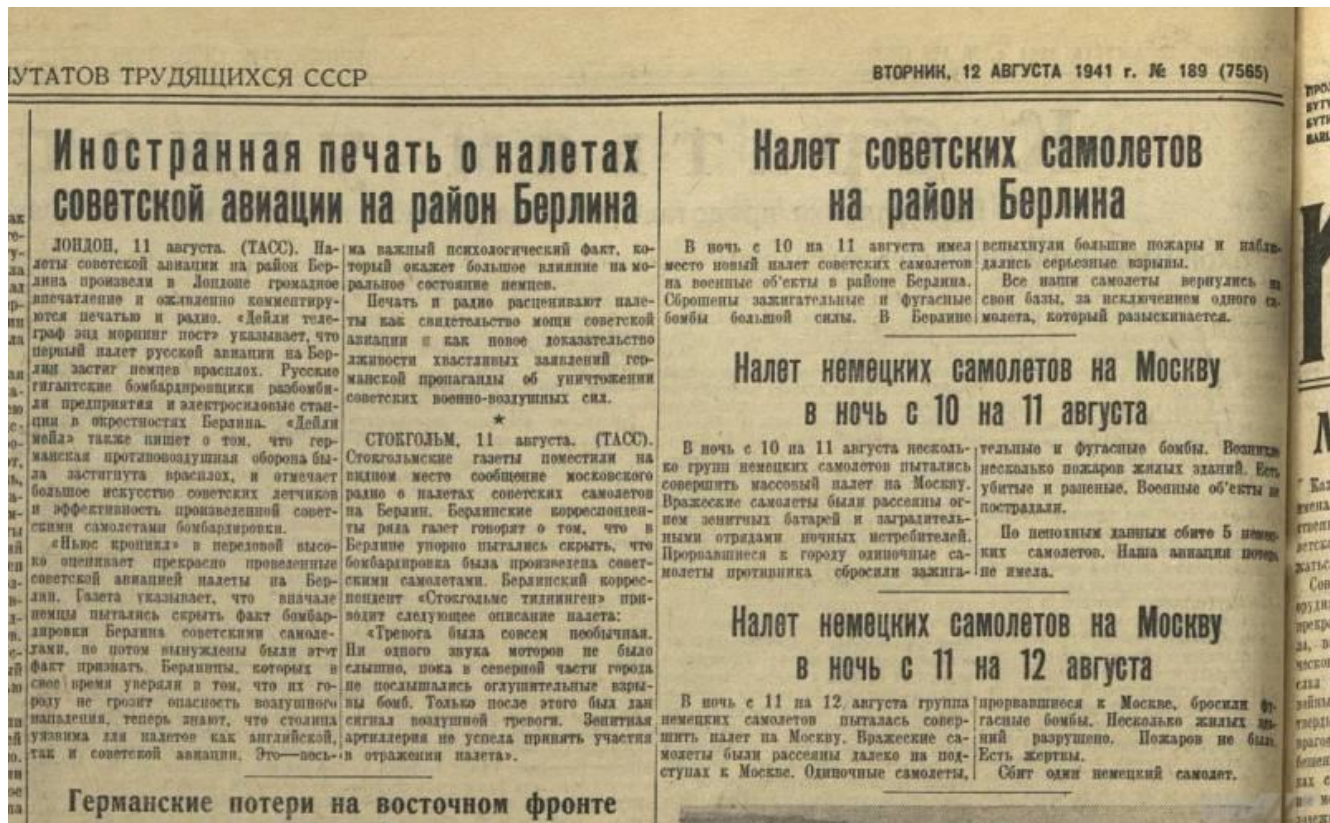 ПУТАТОВ ТРУДЯЩИХСЯ СССР
ВТОРНИК, 12 АВГУСТА 1941 г. № 189 (7565)
Иностранная печать о налетах
советской авиации на район Берлина
ЛОНДОН, 11 августа. (ТАСС). На-
леты советской авиации на район Бер-
лина произвели в Лондоне громадное
впечатление и оживленно комментиру-
ются печатью и радио. «Дейли теле-
граф энд морнинг пост» указывает, что
первый налет русской авиации на Бер-
лин застиг немцев врасплох. Русские
гигантские бомбардировщики разбомби-
ли предприятия и электросиловые стан-
ции в окрестностях Берлина. «Дейли
мейл» также пишет о том, что гер-
манская противовоздушная оборона бы-
ла застигнута врасплох, и отмечает
большое искусство советских летчиков
и эффективность произведенной совет-
скими самолетами бомбардировки.
«Ньюс кроникл» в передовой высо-
ко оценивает прекрасно проведенные
советской авиацией налеты на Бер-
лин. Газета указывает, что вначале
немцы пытались скрыть факт бомбар-
дировки Берлина советскими самоле-
тами, но потом вынуждены были этот
факт признать. Берлинцы, которых в
свое время уверяли в том, что их го-
роду не грозит опасность воздушного
нападения, теперь знают, что столица
уязвима для налетов как английской,
так и советской авиации. Это—весь-
ма важный психологический факт, ко-
торый окажет большое влияние на мо-
ральное состояние немцев.
Печать и радио расценивают нале-
ты как свидетельство мощи советской
авиации и как новое доказательство
лживости хвастливых заявлений гер-
манской пропаганды об уничтожении
советских военно-воздушных сил.
★
СТОКГОЛЬМ, 11 августа. (ТАСС).
Стокгольмские газеты поместили на
видном месте сообщение московского
радио о налетах советских самолетов
на Берлин. Берлинские корреспонден-
ты ряда газет говорят о том, что в
Берлине упорно пытались скрыть, что
бомбардировка была произведена совет-
скими самолетами. Берлинский коррес-
пондент «Стокгольмс тиднинген» при-
водит следующее описание налета:
«Тревога была совсем необычная.
Ни одного звука моторов не было
слышно, пока в северной части города
не послышались оглушительные взры-
вы бомб. Только после этого был дан
сигнал воздушной тревоги. Зенитная
артиллерия не успела принять участия
в отражении налета».
Германские потери на восточном фронте
Налет советских самолетов
на район Берлина
В ночь с 10 на 11 августа имел
место новый налет советских самолетов
на военные об'екты в районе Берлина.
Сброшены зажигательные и фугасные
бомбы большой силы. В Берлине
вспыхнули большие пожары и наблю-
дались серьезные взрывы.
Все наши самолеты вернулись на
свои базы, за исключением одного са-
молета, который разыскивается.
Налет немецких самолетов на Москву
в ночь с 10 на 11 августа
В ночь с 10 на 11 августа несколь-
ко групп немецких самолетов пытались
совершить массовый налет на Москву.
Вражеские самолеты были рассеяны ог-
нем зенитных батарей и заградитель-
ными отрядами ночных истребителей.
Прорвавшиеся к городу одиночные са-
молеты противника сбросили зажига-
тельные и фугасные бомбы. Возникло
несколько пожаров жилых зданий. Есть
убитые и раненые. Военные об'екты не
пострадали.
По неполным данным сбито 5 немец-
ких самолетов. Наша авиация потерь
не имела.
Налет немецких самолетов на Москву
в ночь с 11 на 12 августа
В ночь с 11 на 12 августа группа
немецких самолетов пыталась совер-
шить налет на Москву. Вражеские са-
молеты были рассеяны далеко на под-
ступах к Москве. Одиночные самолеты,
прорвавшиеся к Москве, бросили фу-
гасные бомбы. Несколько жилых зда-
ний разрушено. Пожаров не было.
Есть жертвы.
Сбит один немецкий самолет.